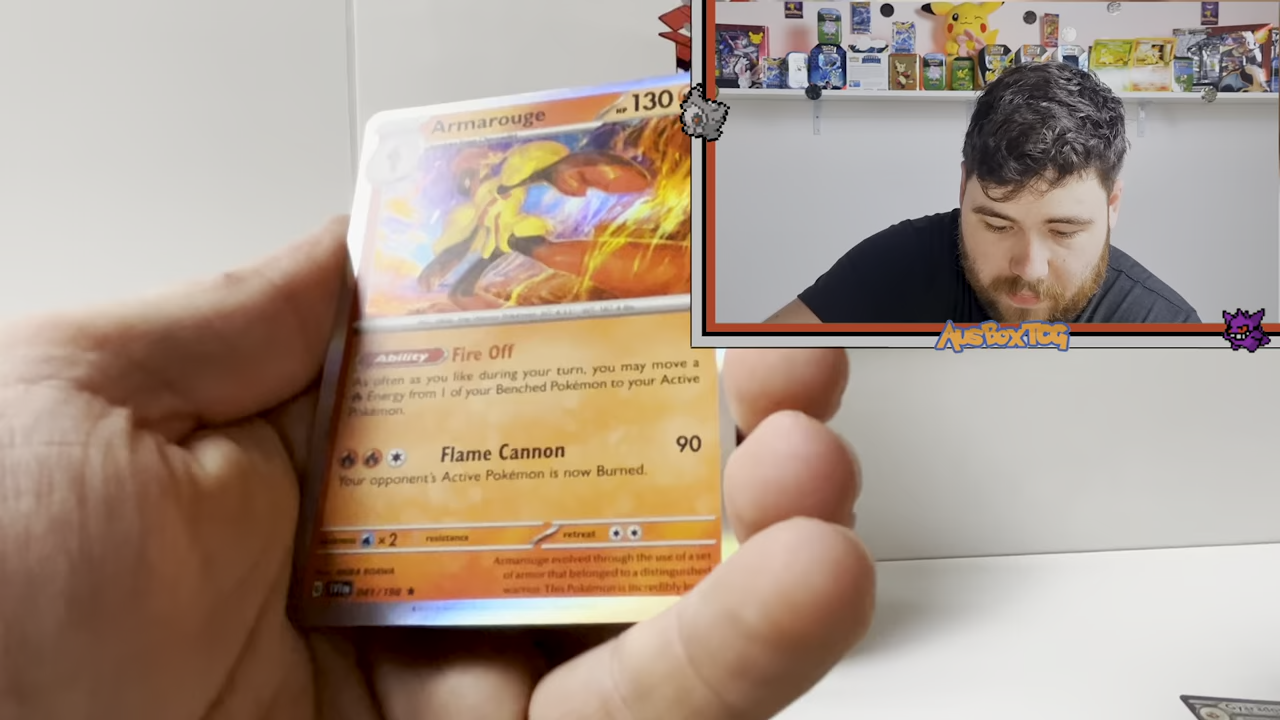 Armarouge
HP 130
Ability Fire Off
As often as you like during your turn, you may move a
Energy from 1 of your Benched Pokémon to your Active
Pokémon.
Flame Cannon 90
Your opponent's Active Pokémon is now Burned.
×2 resistance retreat
Armarouge evolved through the use of a set
of armor that belonged to a distinguished
warrior. This Pokémon is incredibly
041/198
AUSBOXTCG